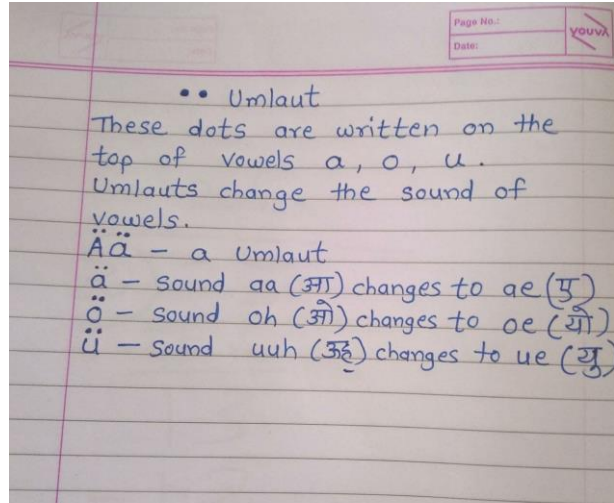 Page No.:
Date:
YOUVA
•• Umlaut
These dots are written on the
top of vowels a, o, u.
Umlauts change the sound of
vowels.
Ä ä – a Umlaut
ä – Sound aa (आ) changes to ae (ए)
ö – Sound oh (ओ) changes to oe (यो)
ü – Sound uuh (ऊह) changes to ue (यु)